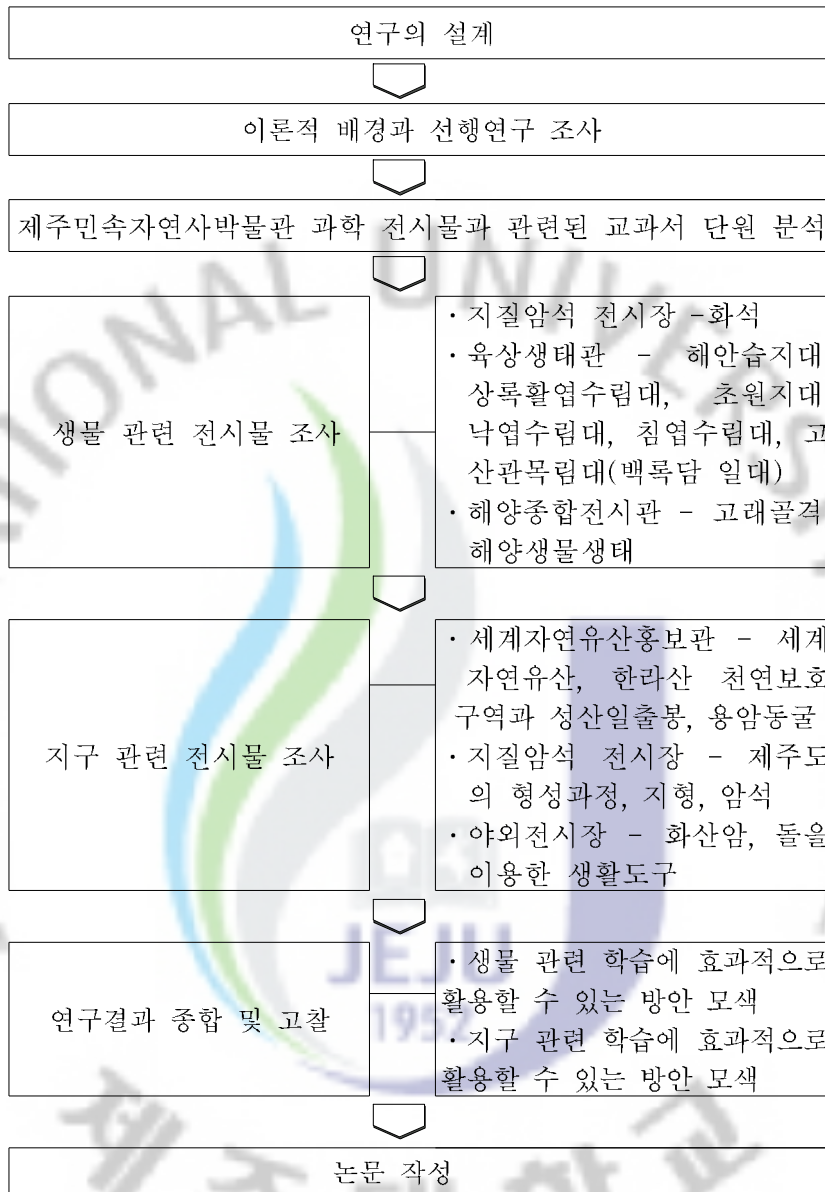 연구의 설계
이론적 배경과 선행연구 조사
제주민속자연사박물관 과학 전시물과 관련된 교과서 단원 분석
생물 관련 전시물 조사
· 지질암석 전시장 -화석
· 육상생태관 - 해안습지대
상록활엽수림대, 초원지대
낙엽수림대, 침엽수림대, 고
산관목림대(백록담 일대)
· 해양종합전시관 - 고래골격
해양생물생태
지구 관련 전시물 조사
· 세계자연유산홍보관 - 세계
자연유산, 한라산 천연보호
구역과 성산일출봉, 용암동굴
· 지질암석 전시장 - 제주도
의 형성과정, 지형, 암석
· 야외전시장 - 화산암, 돌을
이용한 생활도구
연구결과 종합 및 고찰
· 생물 관련 학습에 효과적으로
활용할 수 있는 방안 모색
· 지구 관련 학습에 효과적으로
활용할 수 있는 방안 모색
논문 작성
NATIONAL UNIVERS
JEJU
1952
제주대학교